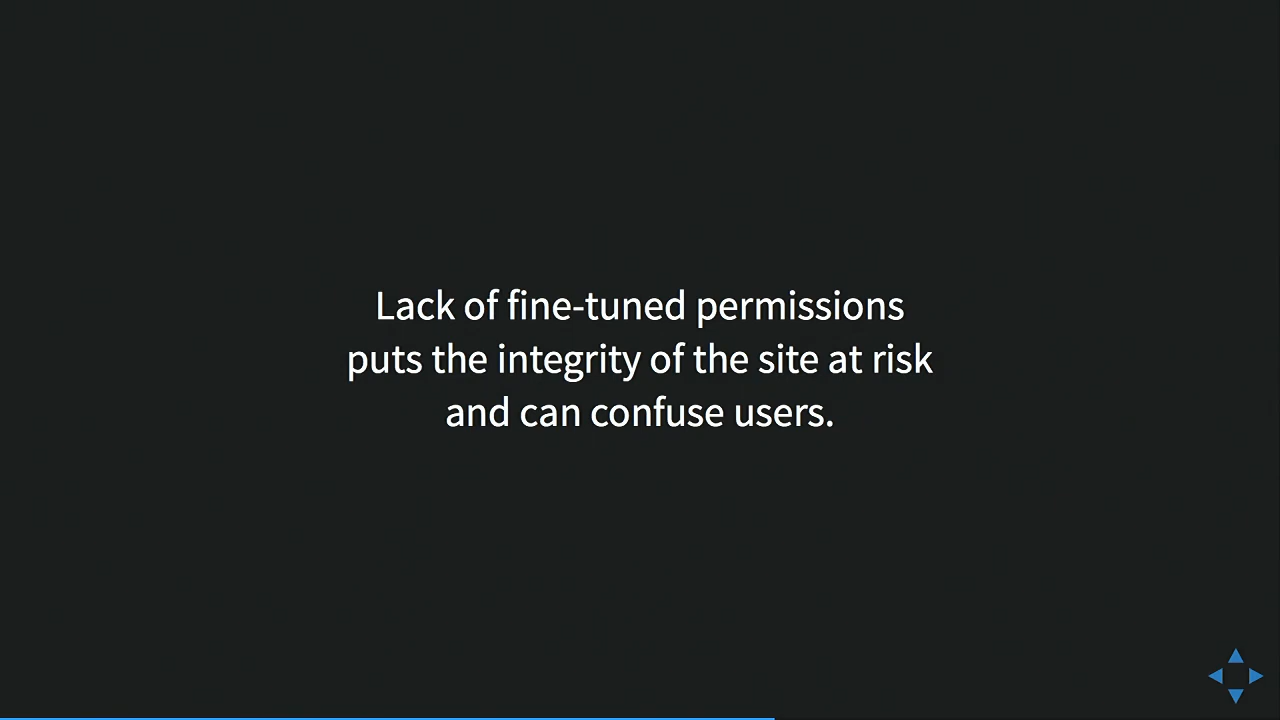 Lack of fine-tuned permissions
puts the integrity of the site at risk
and can confuse users.